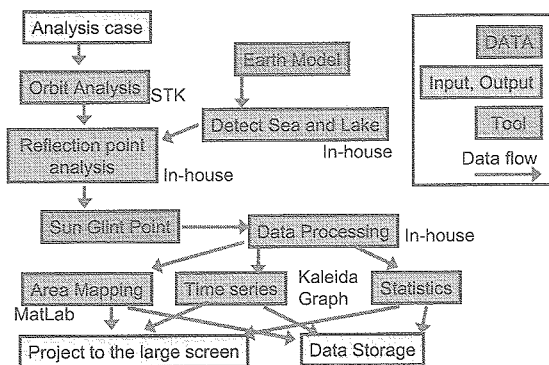 Analysis case
Orbit Analysis
STK
Earth Model
Detect Sea and Lake
In-house
Reflection point
analysis
In-house
Sun Glint Point
Data Processing
In-house
Area Mapping
MatLab
Time series
Kaleida
Graph
Statistics
Project to the large screen
Data Storage
DATA
Input, Output
Tool
Data flow